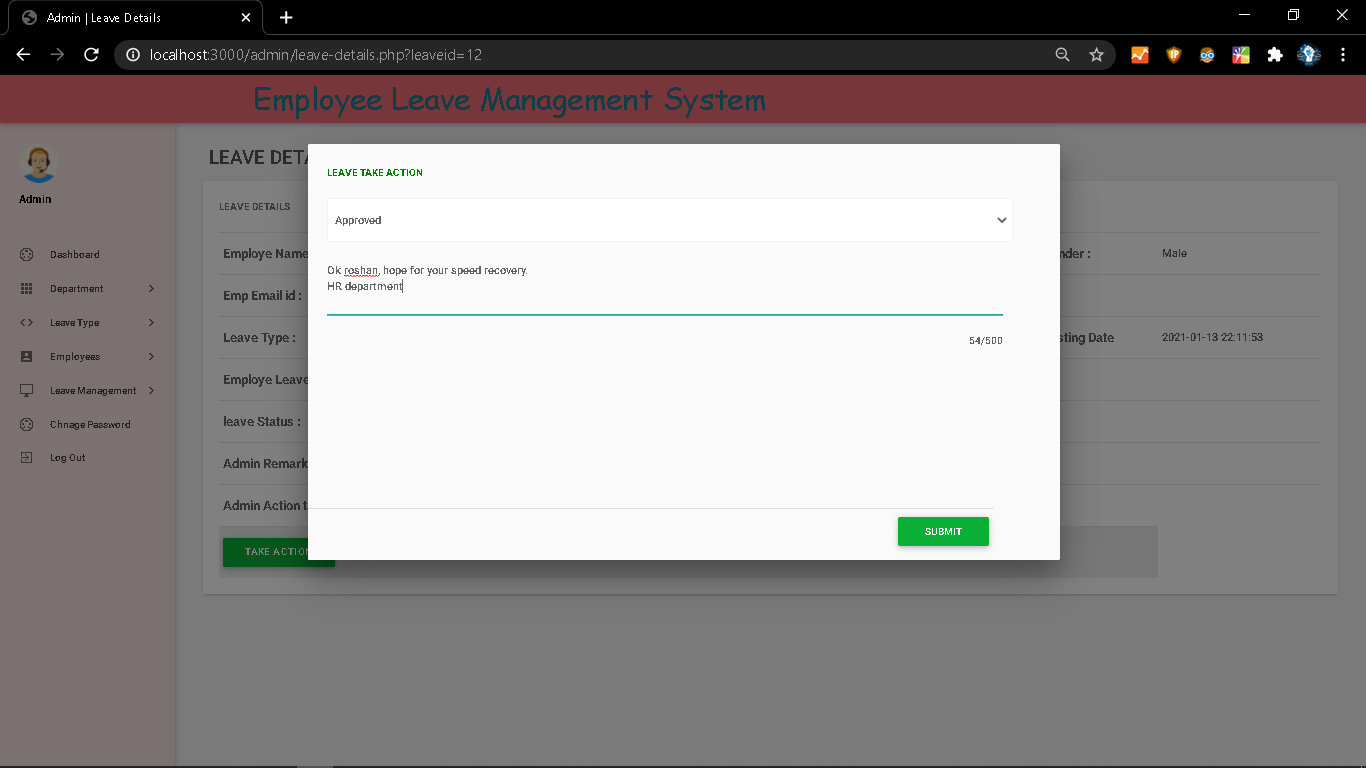 Admin | Leave Details
localhost:3000/admin/leave-details.php?leaveid=12
Employee Leave Management System
Admin
Dashboard
Department
Leave Type
Employees
Leave Management
Chnage Password
Log Out
LEAVE DETA
LEAVE DETAILS
Employe Name
nder : Male
Emp Email id :
Leave Type :
sting Date 2021-01-13 22:11:53
Employe Leave
leave Status :
Admin Remark
Admin Action t
TAKE ACTION
LEAVE TAKE ACTION
Approved
Ok roshan, hope for your speed recovery.
HR department
54/500
SUBMIT